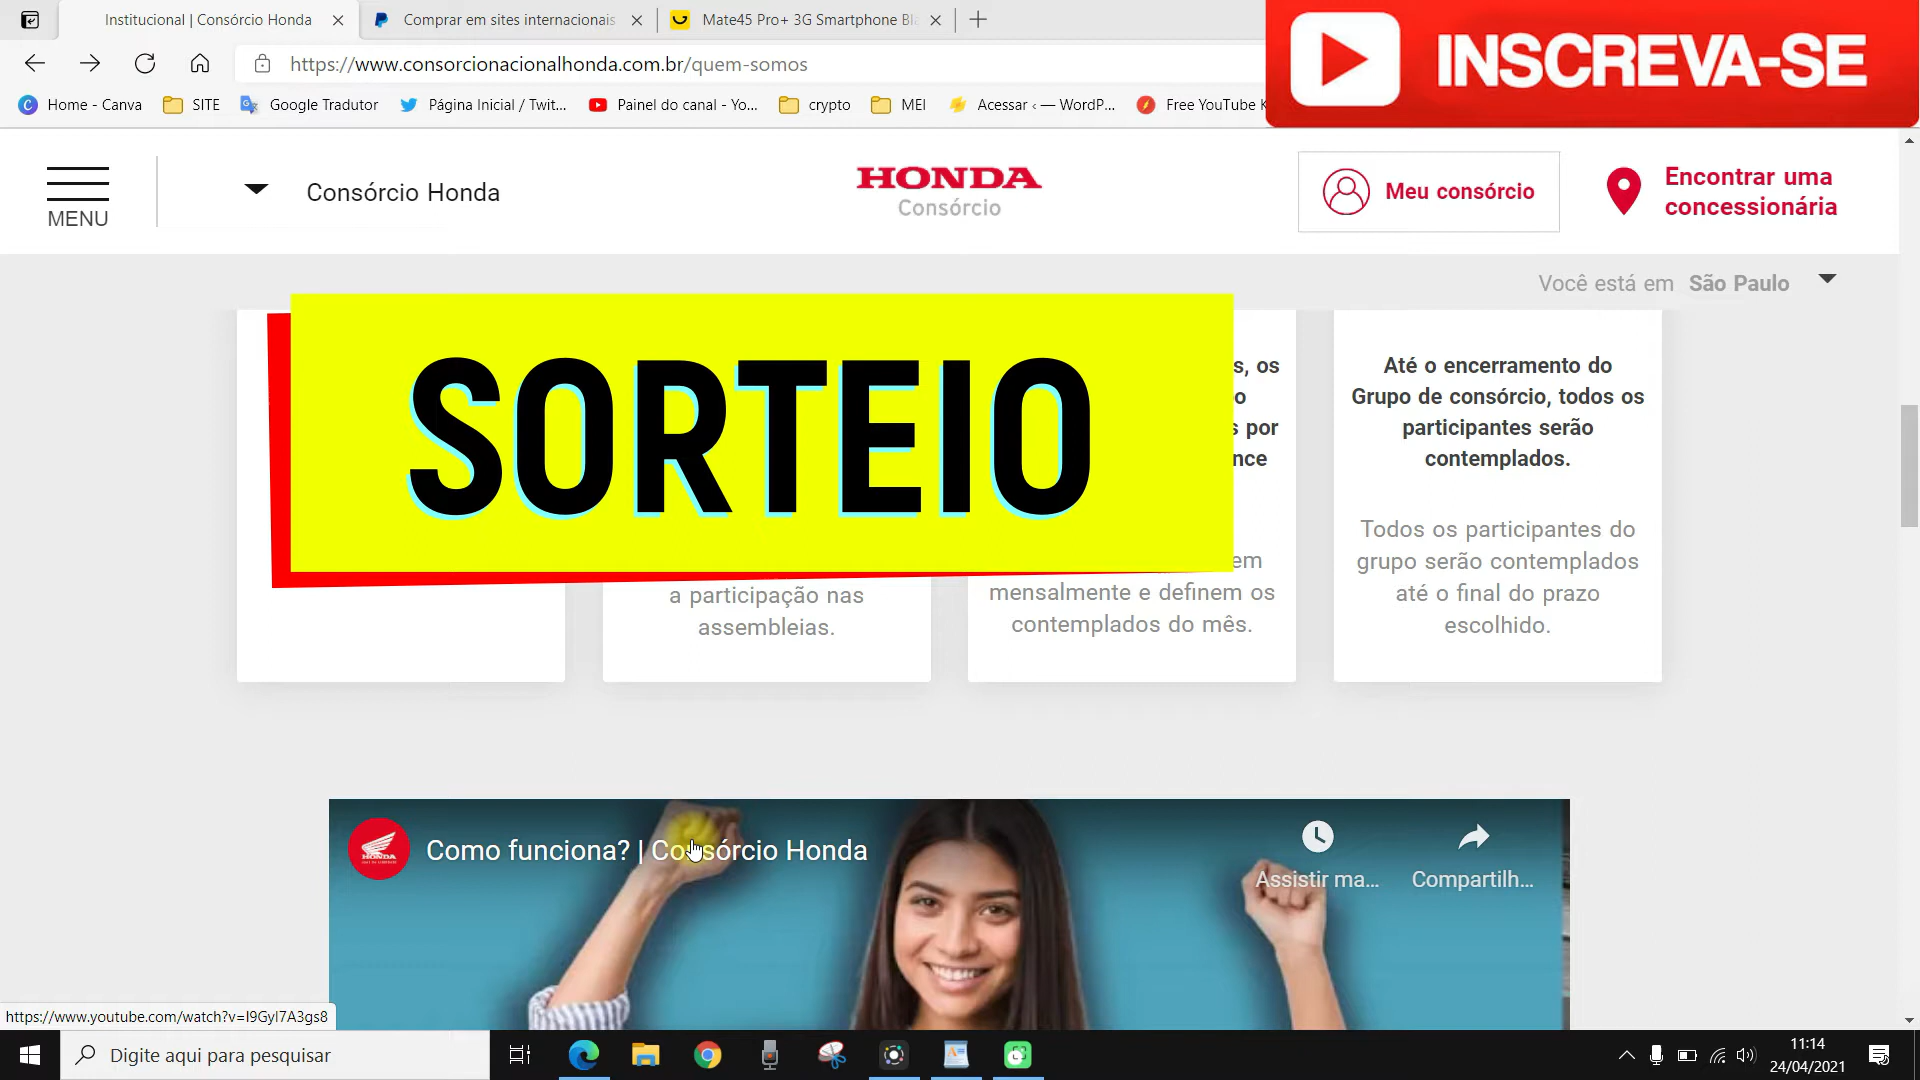 Institucional | Consórcio Honda
Comprar em sites internacionais
Mate45 Pro+ 3G Smartphone Bl
https://www.consorcionacionalhonda.com.br/quem-somos
Home - Canva
SITE
Google Tradutor
Página Inicial / Twit...
Painel do canal - Yo...
crypto
MEI
Acessar ‹ — WordP...
Free YouTube K
INSCREVA-SE
MENU
Consórcio Honda
HONDA
Consórcio
Meu consórcio
Encontrar uma
concessionária
Você está em São Paulo
SORTEIO
s, os
o
s por
nce
em
a participação nas
assembleias.
mensalmente e definem os
contemplados do mês.
Até o encerramento do
Grupo de consórcio, todos os
participantes serão
contemplados.
Todos os participantes do
grupo serão contemplados
até o final do prazo
escolhido.
HONDA
Como funciona? | Consórcio Honda
Assistir ma...
Compartilh...
https://www.youtube.com/watch?v=I9GyI7A3gs8
Digite aqui para pesquisar
11:14
24/04/2021